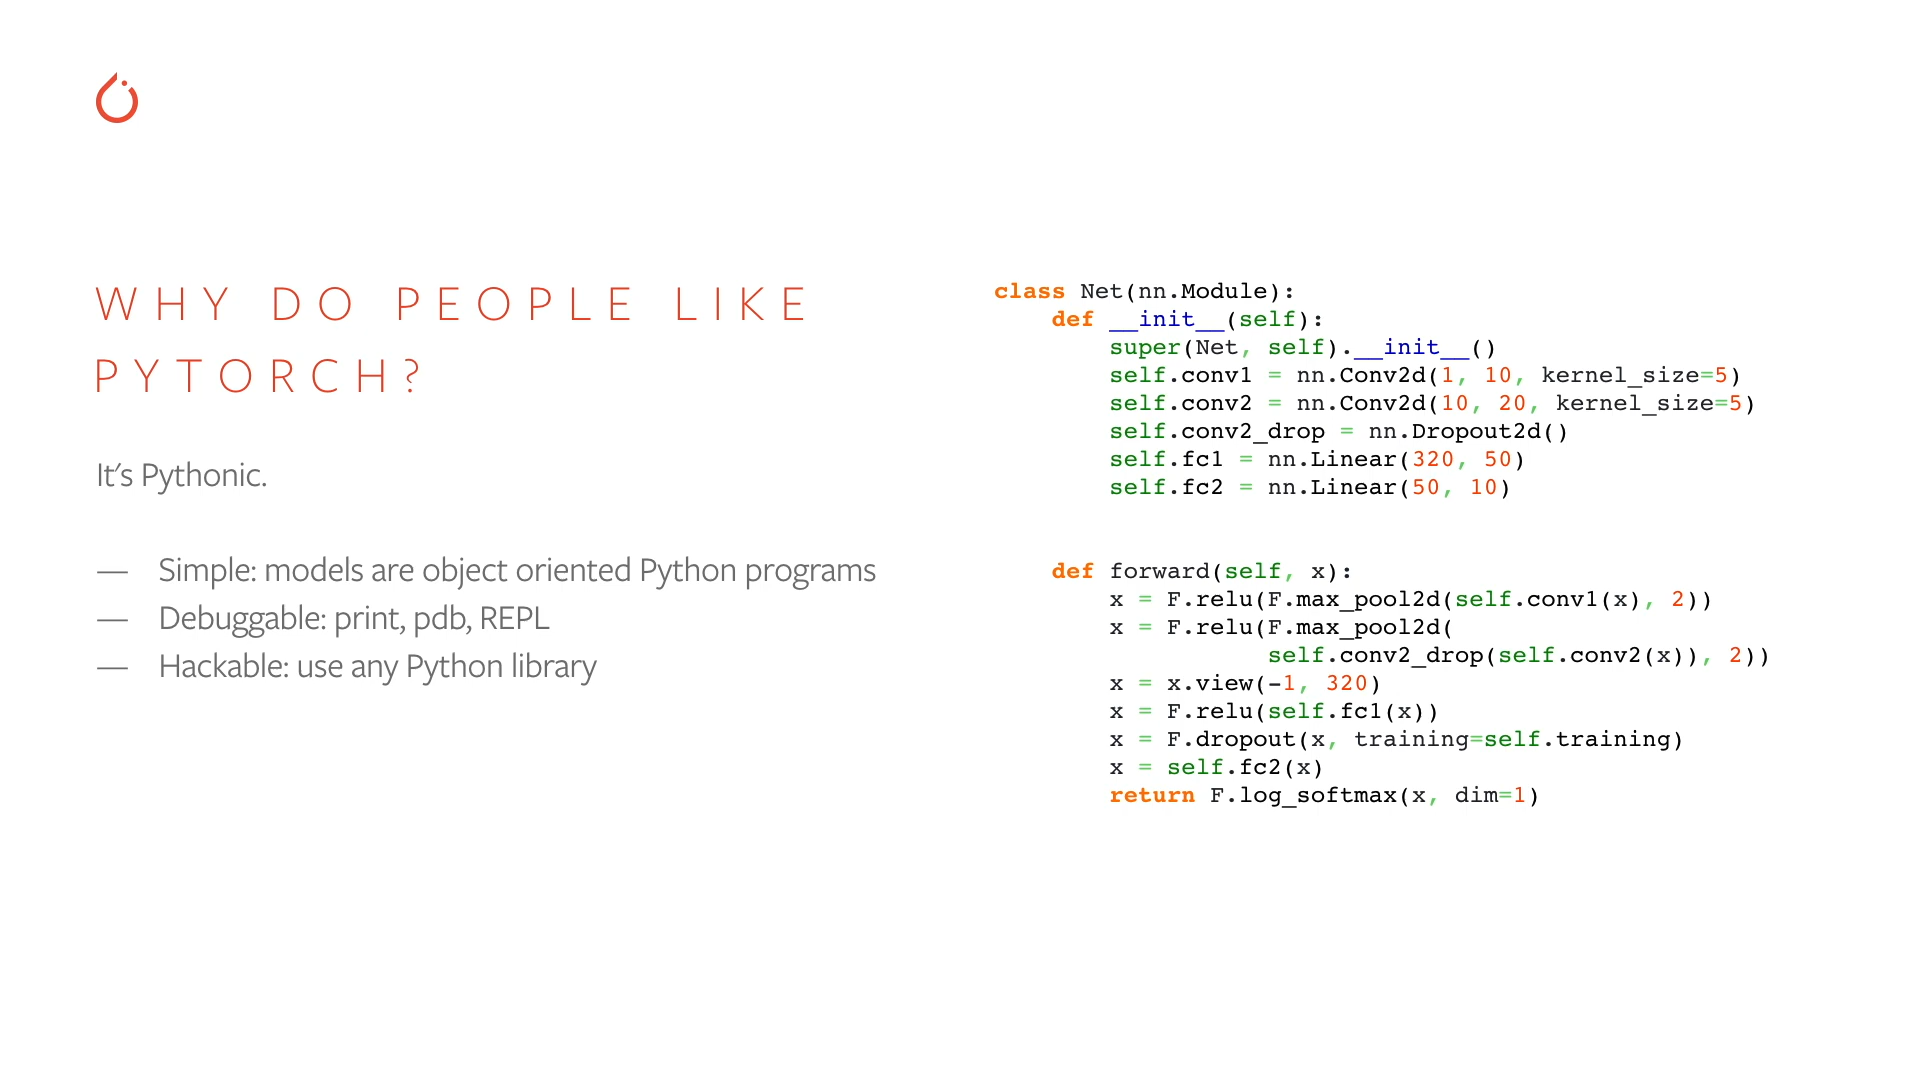 WHY DO PEOPLE LIKE
PYTORCH?
It's Pythonic.
— Simple: models are object oriented Python programs
— Debuggable: print, pdb, REPL
— Hackable: use any Python library
class Net(nn.Module):
    def __init__(self):
        super(Net, self).__init__()
        self.conv1 = nn.Conv2d(1, 10, kernel_size=5)
        self.conv2 = nn.Conv2d(10, 20, kernel_size=5)
        self.conv2_drop = nn.Dropout2d()
        self.fc1 = nn.Linear(320, 50)
        self.fc2 = nn.Linear(50, 10)
    def forward(self, x):
        x = F.relu(F.max_pool2d(self.conv1(x), 2))
        x = F.relu(F.max_pool2d(
                   self.conv2_drop(self.conv2(x)), 2))
        x = x.view(-1, 320)
        x = F.relu(self.fc1(x))
        x = F.dropout(x, training=self.training)
        x = self.fc2(x)
        return F.log_softmax(x, dim=1)